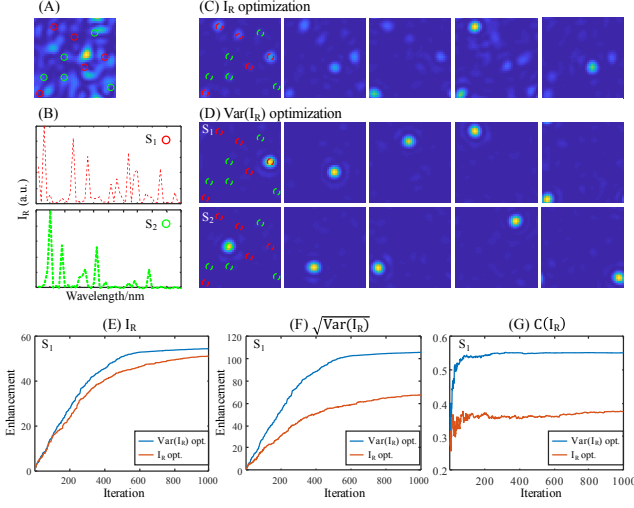 (A)
(C) I_R optimization
(B)
S₁
I_R (a.u.)
S₂
Wavelength/nm
(D) Var(I_R) optimization
S₁
S₂
(E) I_R
S₁
Enhancement
60
40
20
0
200 400 600 800 1000
Iteration
Var(I_R) opt.
I_R opt.
(F) √Var(I_R)
S₁
Enhancement
120
100
80
60
40
20
0
200 400 600 800 1000
Iteration
Var(I_R) opt.
I_R opt.
(G) C(I_R)
S₁
0.6
0.5
0.4
0.3
0.2
0 200 400 600 800 1000
Iteration
Var(I_R) opt.
I_R opt.